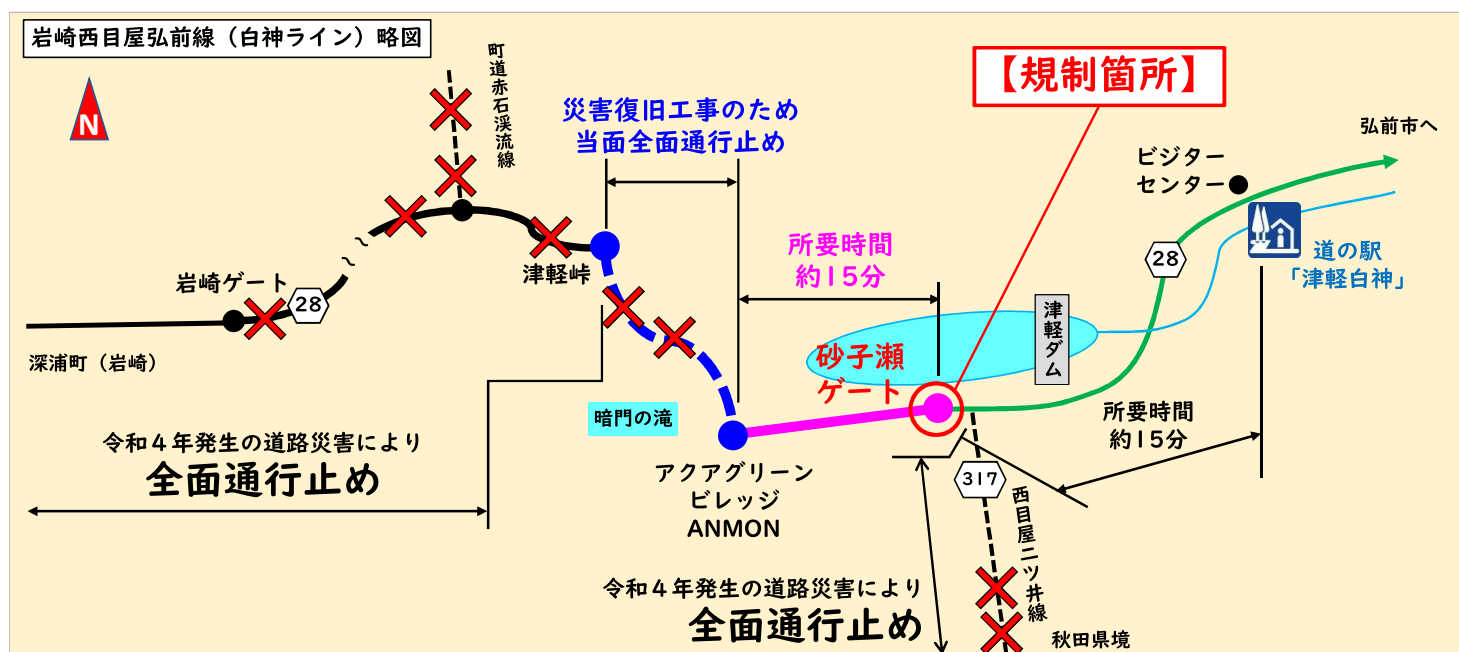 岩崎西目屋弘前線（白神ライン）略図
N
町道赤石渓流線
災害復旧工事のため
当面全面通行止め
【規制箇所】
弘前市へ
ビジター
センター
道の駅
「津軽白神」
28
所要時間
約15分
津軽峠
岩崎ゲート
28
深浦町（岩崎）
津軽ダム
砂子瀬
ゲート
暗門の滝
所要時間
約15分
令和４年発生の道路災害により
全面通行止め
アクアグリーン
ビレッジ
ANMON
317
西目屋二ツ井線
令和４年発生の道路災害により
全面通行止め
秋田県境